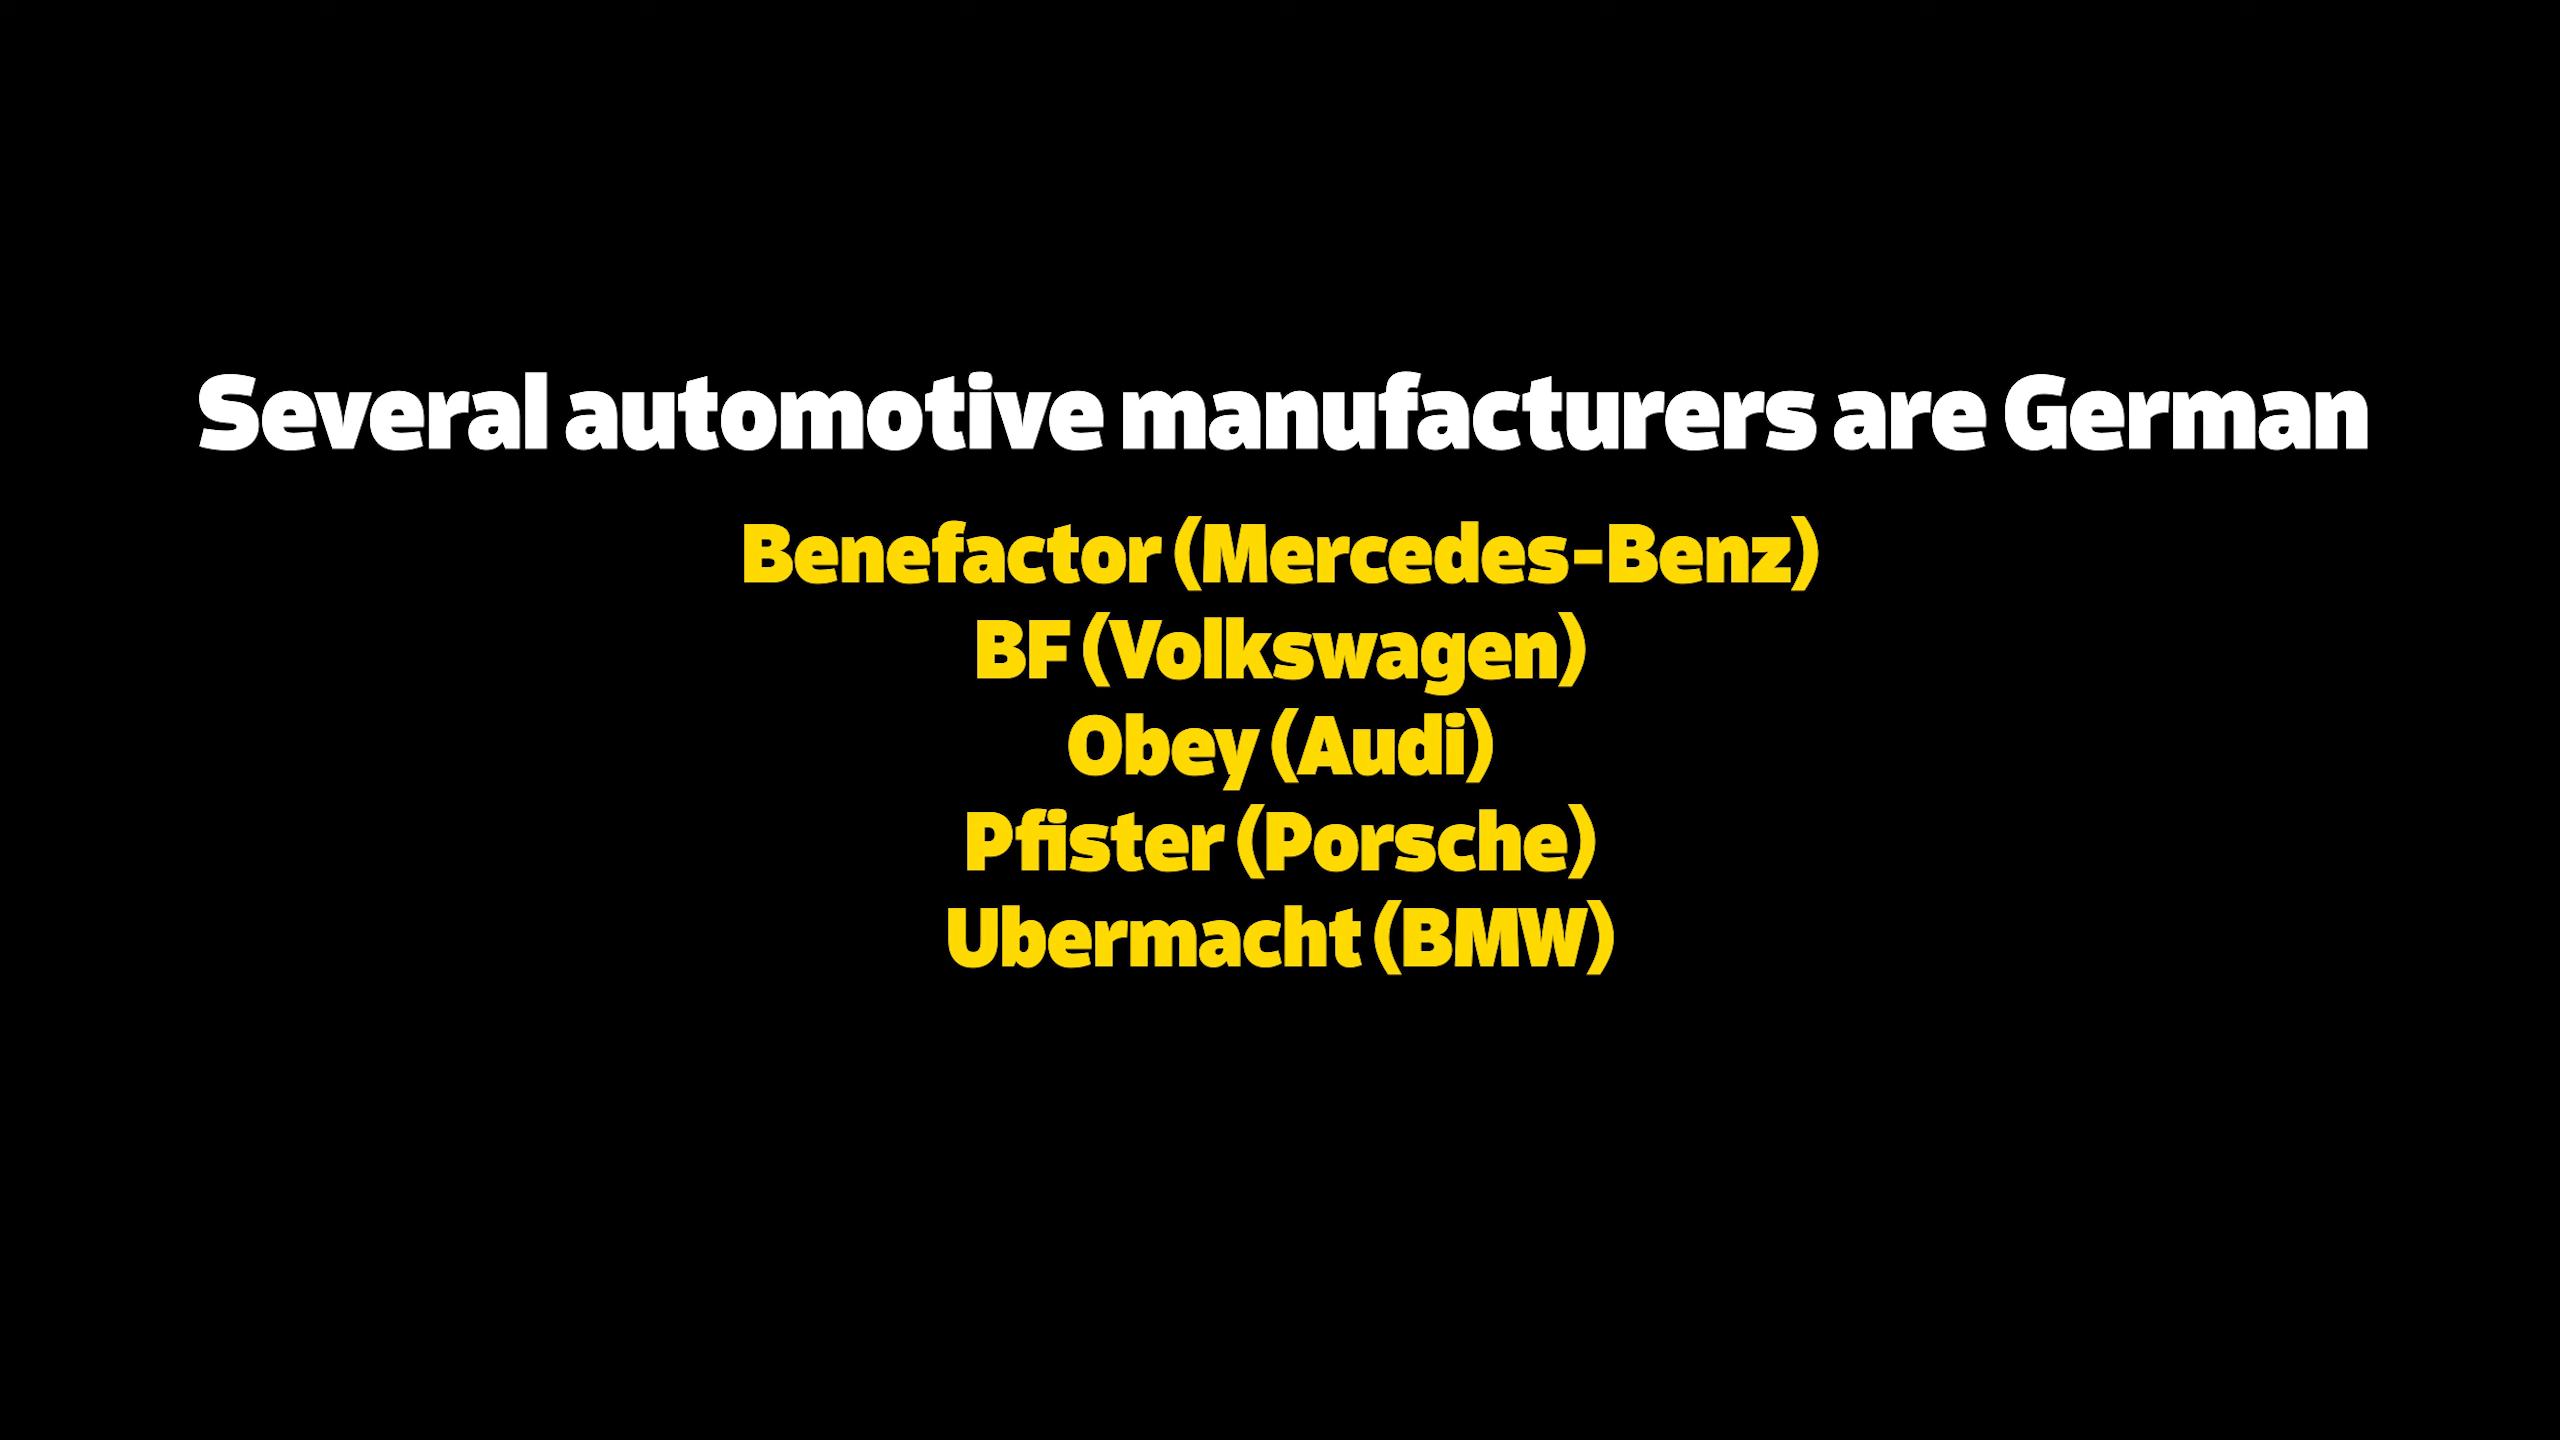 Several automotive manufacturers are German
Benefactor (Mercedes-Benz)
BF (Volkswagen)
Obey (Audi)
Pfister (Porsche)
Ubermacht (BMW)